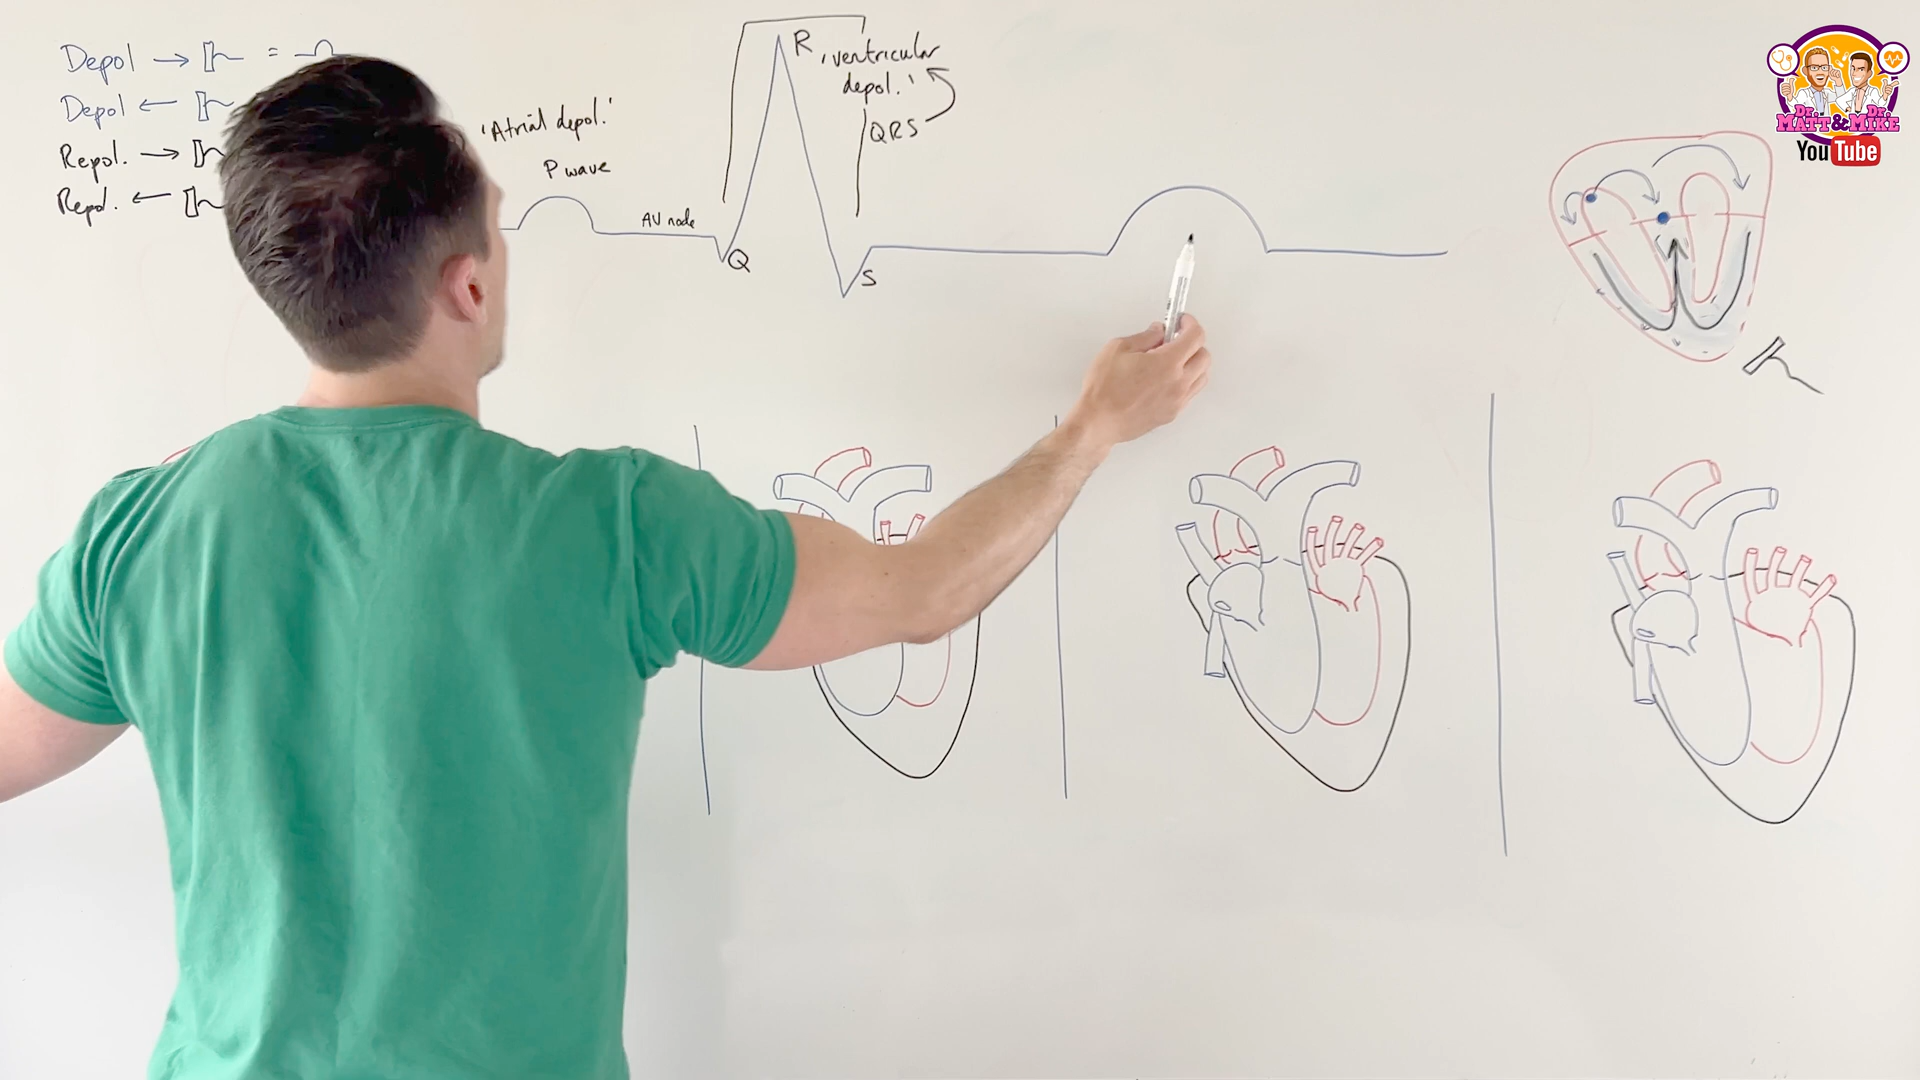 Depol → =
Depol ←
Repol. →
Repol. ←
'Atrial depol.'
P wave
AV node
Q
R
S
'ventricular
depol.'
QRS
Dr. Dr.
MATT & MIKE
YouTube